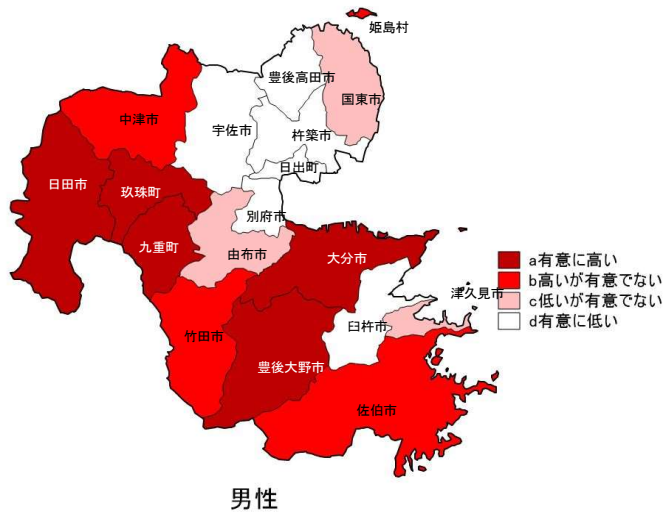 姫島村
豊後高田市
国東市
中津市
宇佐市
杵築市
日出町
日田市
玖珠町
別府市
九重町
由布市
大分市
a有意に高い
b高いが有意でない
c低いが有意でない
d有意に低い
津久見市
臼杵市
竹田市
豊後大野市
佐伯市
男性